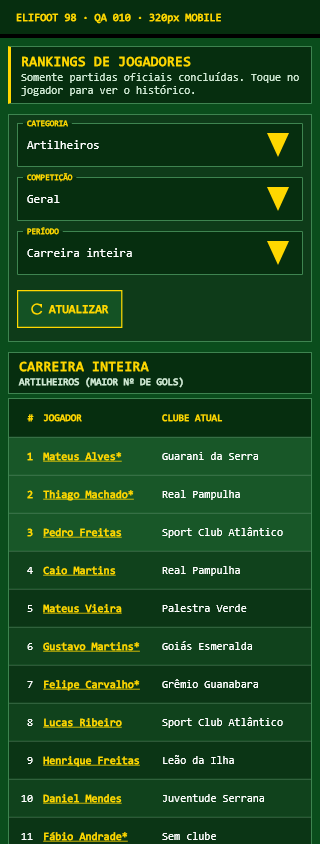 ELIFOOT 98 · QA 010 · 320px MOBILE
RANKINGS DE JOGADORES
Somente partidas oficiais concluídas. Toque no
jogador para ver o histórico.
CATEGORIA
Artilheiros
COMPETIÇÃO
Geral
PERÍODO
Carreira inteira
ATUALIZAR
CARREIRA INTEIRA
ARTILHEIROS (MAIOR Nº DE GOLS)
# JOGADOR CLUBE ATUAL
1 Mateus Alves* Guarani da Serra
2 Thiago Machado* Real Pampulha
3 Pedro Freitas Sport Club Atlântico
4 Caio Martins Real Pampulha
5 Mateus Vieira Palestra Verde
6 Gustavo Martins* Goiás Esmeralda
7 Felipe Carvalho* Grêmio Guanabara
8 Lucas Ribeiro Sport Club Atlântico
9 Henrique Freitas Leão da Ilha
10 Daniel Mendes Juventude Serrana
11 Fábio Andrade* Sem clube